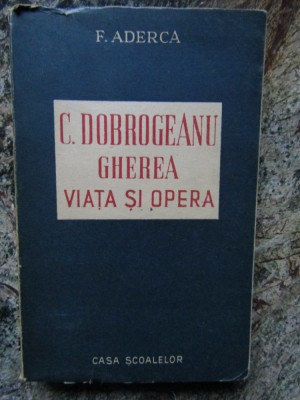 F. ADERCA
C. DOBROGEANU
GHEREA
VIAȚA ȘI OPERA
CASA ȘCOALELOR